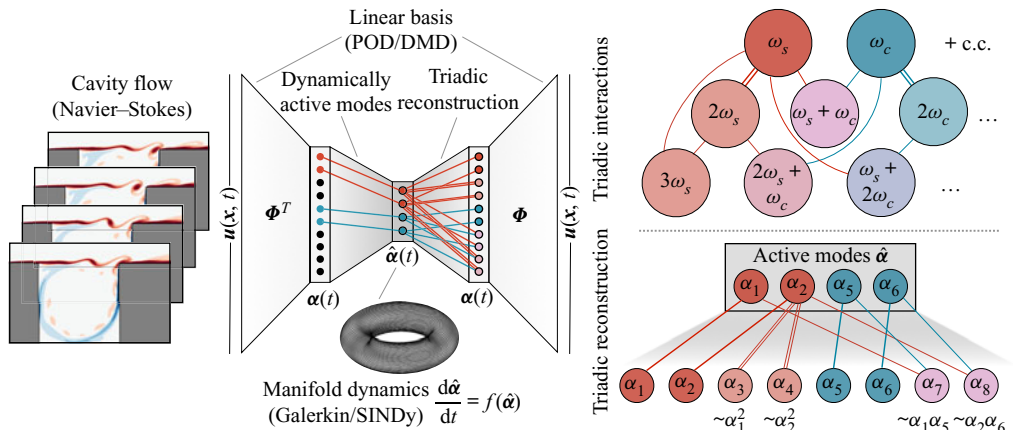 Cavity flow
(Navier–Stokes)
Linear basis
(POD/DMD)
Dynamically
active modes
Triadic
reconstruction
u(x, t)
Φ^T
α(t)
α̂(t)
α(t)
Φ
u(x, t)
Manifold dynamics
(Galerkin/SINDy)
dα̂/dt = f(α̂)
Triadic interactions
ω_s
ω_c
+ c.c.
2ω_s
ω_s + ω_c
2ω_c
...
3ω_s
2ω_s +
ω_c
ω_s +
2ω_c
...
Triadic reconstruction
Active modes α̂
α_1 α_2 α_5 α_6
α_1 α_2 α_3 α_4 α_5 α_6 α_7 α_8
~α_1^2 ~α_2^2 ~α_1α_5 ~α_2α_6